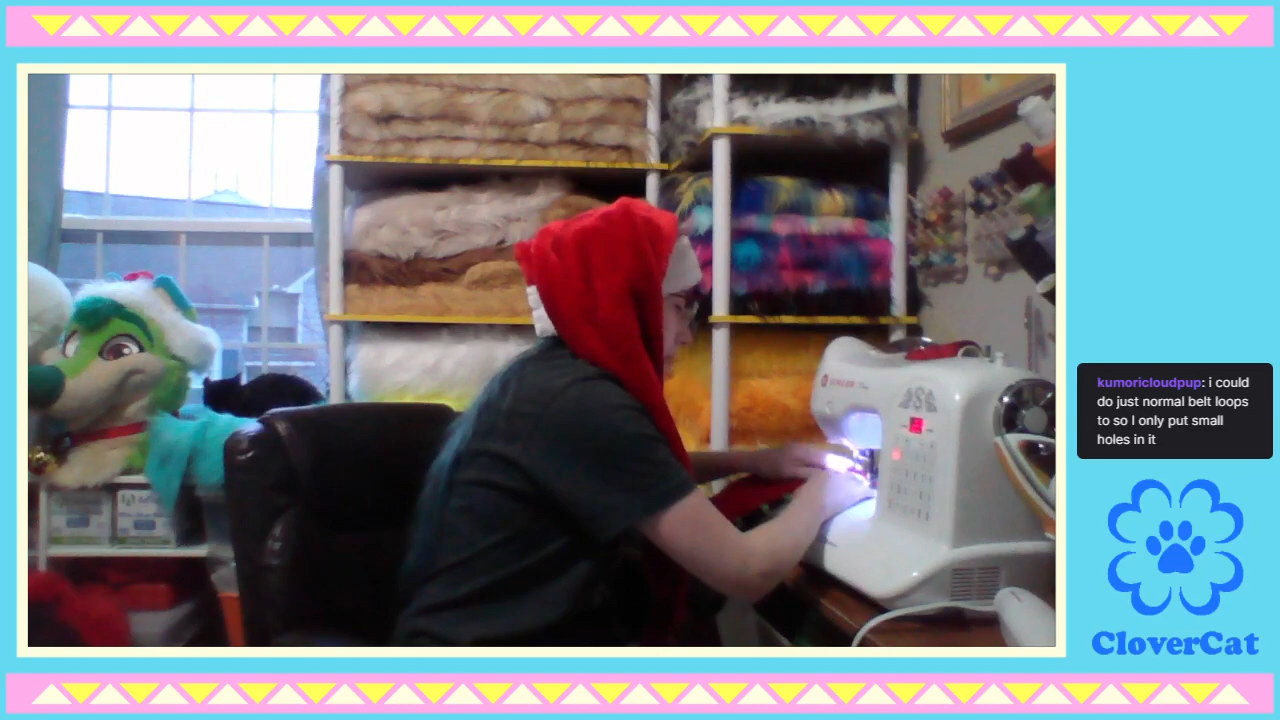 SINGER
kumoricloudpup: i could
do just normal belt loops
to so I only put small
holes in it
CloverCat